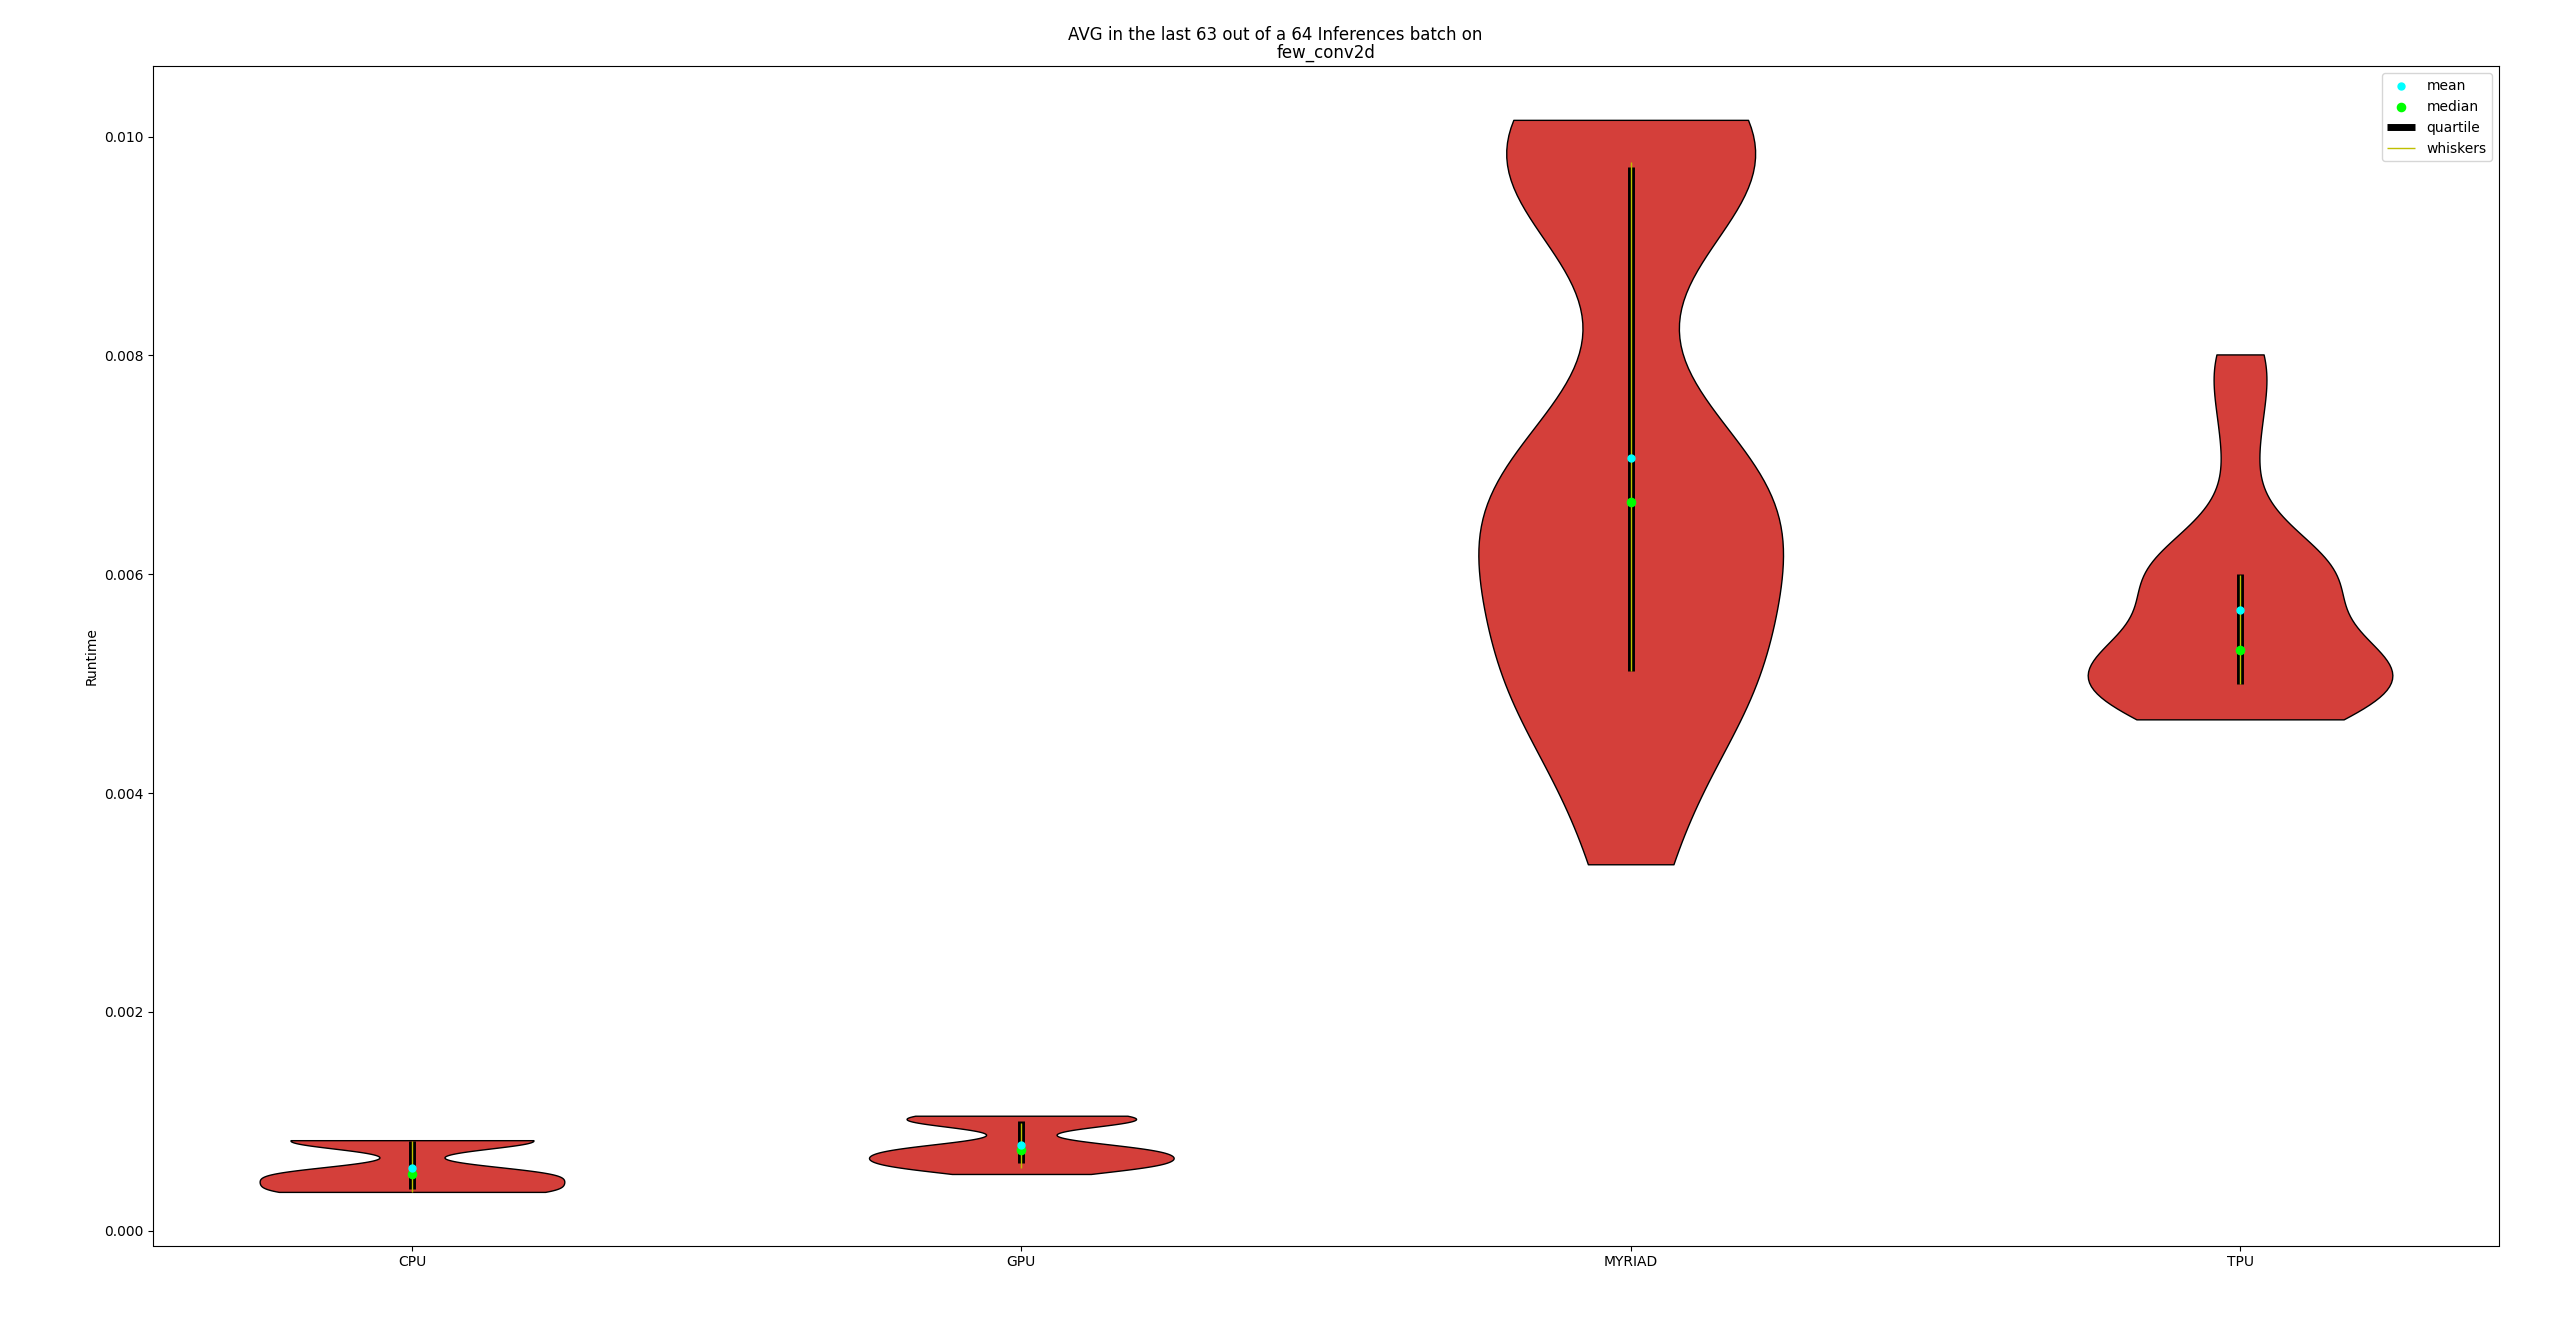 AVG in the last 63 out of a 64 Inferences batch on
few_conv2d
mean
median
quartile
whiskers
0.010
0.008
0.006
0.004
0.002
0.000
Runtime
CPU
GPU
MYRIAD
TPU